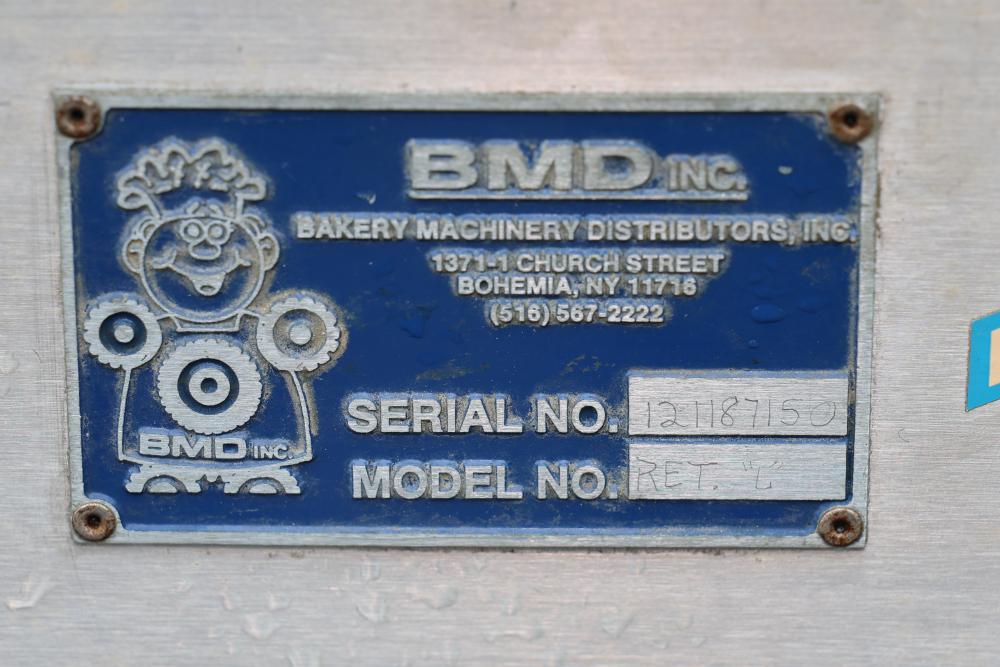 BMD INC.
BAKERY MACHINERY DISTRIBUTORS, INC.
1371-1 CHURCH STREET
BOHEMIA, NY 11716
(516) 567-2222
SERIAL NO. 121187150
MODEL NO. RET. "L"
BMD INC.